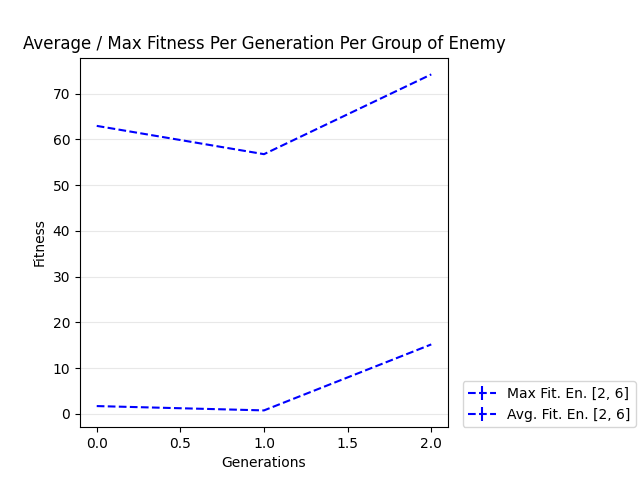 Average / Max Fitness Per Generation Per Group of Enemy
Fitness
70
60
50
40
30
20
10
0
0.0 0.5 1.0 1.5 2.0
Generations
Max Fit. En. [2, 6]
Avg. Fit. En. [2, 6]